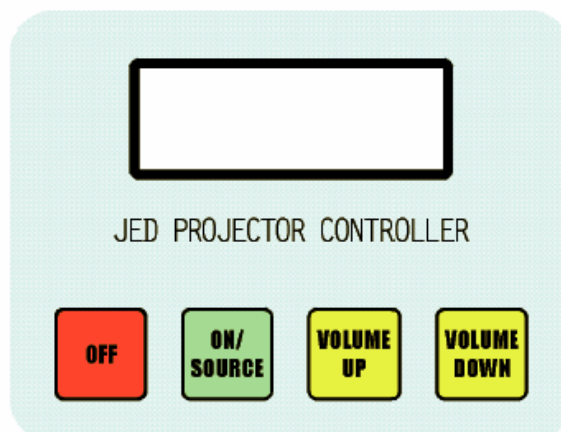 JED PROJECTOR CONTROLLER
OFF
ON/
SOURCE
VOLUME
UP
VOLUME
DOWN